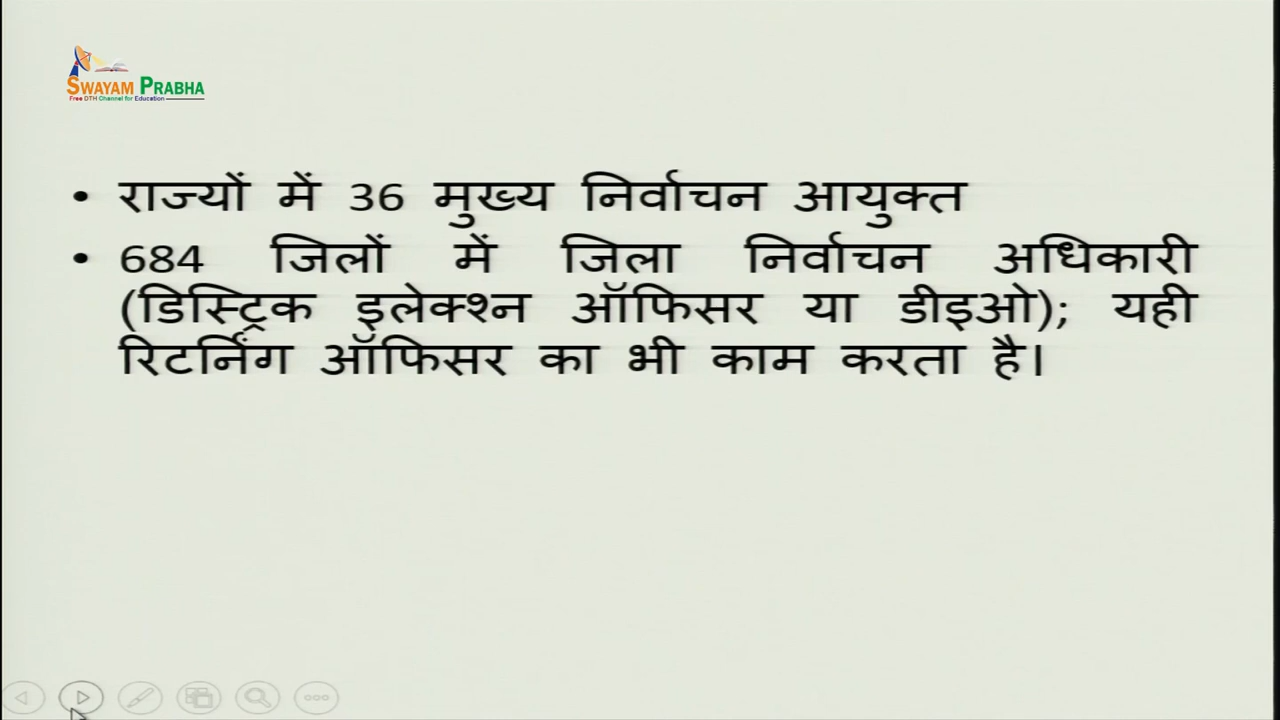 SWAYAM PRABHA
Free DTH Channel for Education
• राज्यों में 36 मुख्य निर्वाचन आयुक्त
• 684 जिलों में जिला निर्वाचन अधिकारी
(डिस्ट्रिक इलेक्श्न ऑफिसर या डीइओ); यही
रिटर्निंग ऑफिसर का भी काम करता है।